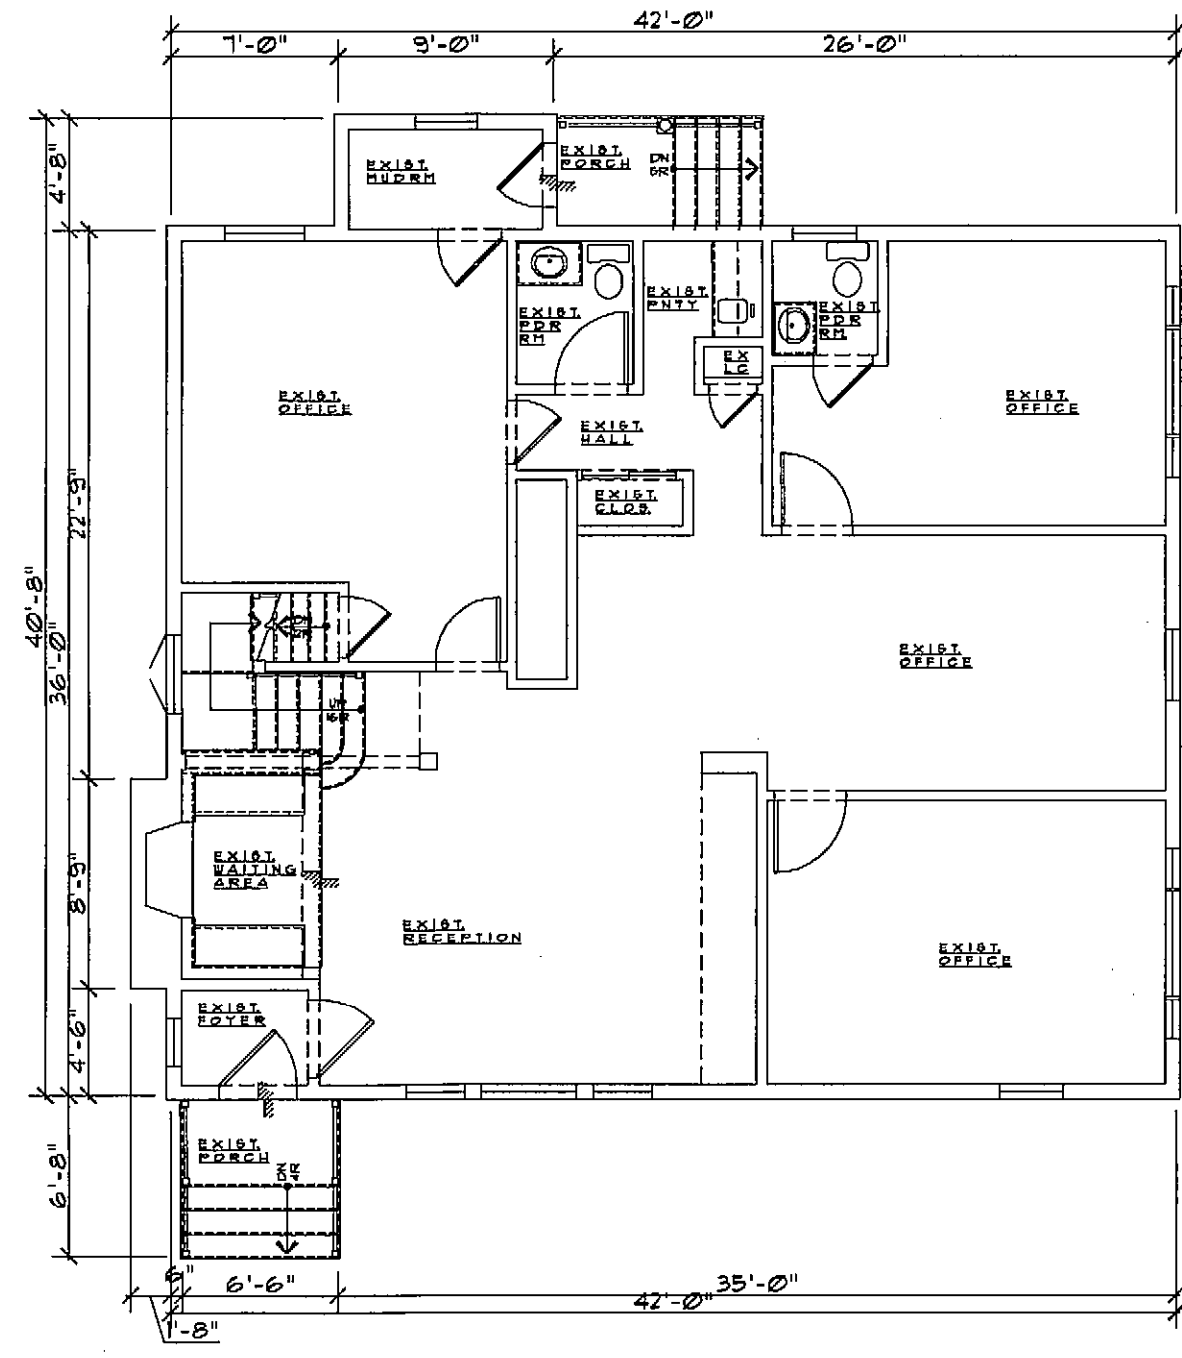 42'-0"
7'-0"
9'-0"
26'-0"
4'-8"
EXIST.
MUDRM
EXIST.
PORCH
DN
5R
EXIST.
PDR
RM
EXIST.
PNTY
EXIST.
PDR
RM
EX
LC
EXIST.
OFFICE
EXIST.
OFFICE
EXIST.
HALL
EXIST.
CLOS.
22'-9"
40'-8"
36'-0"
EXIST.
OFFICE
DN
UP
EXIST.
WAITING
AREA
8'-9"
EXIST.
RECEPTION
EXIST.
OFFICE
EXIST.
FOYER
4'-6"
EXIST.
PORCH
DN
4R
6'-8"
6"
6'-6"
35'-0"
42'-0"
1'-8"